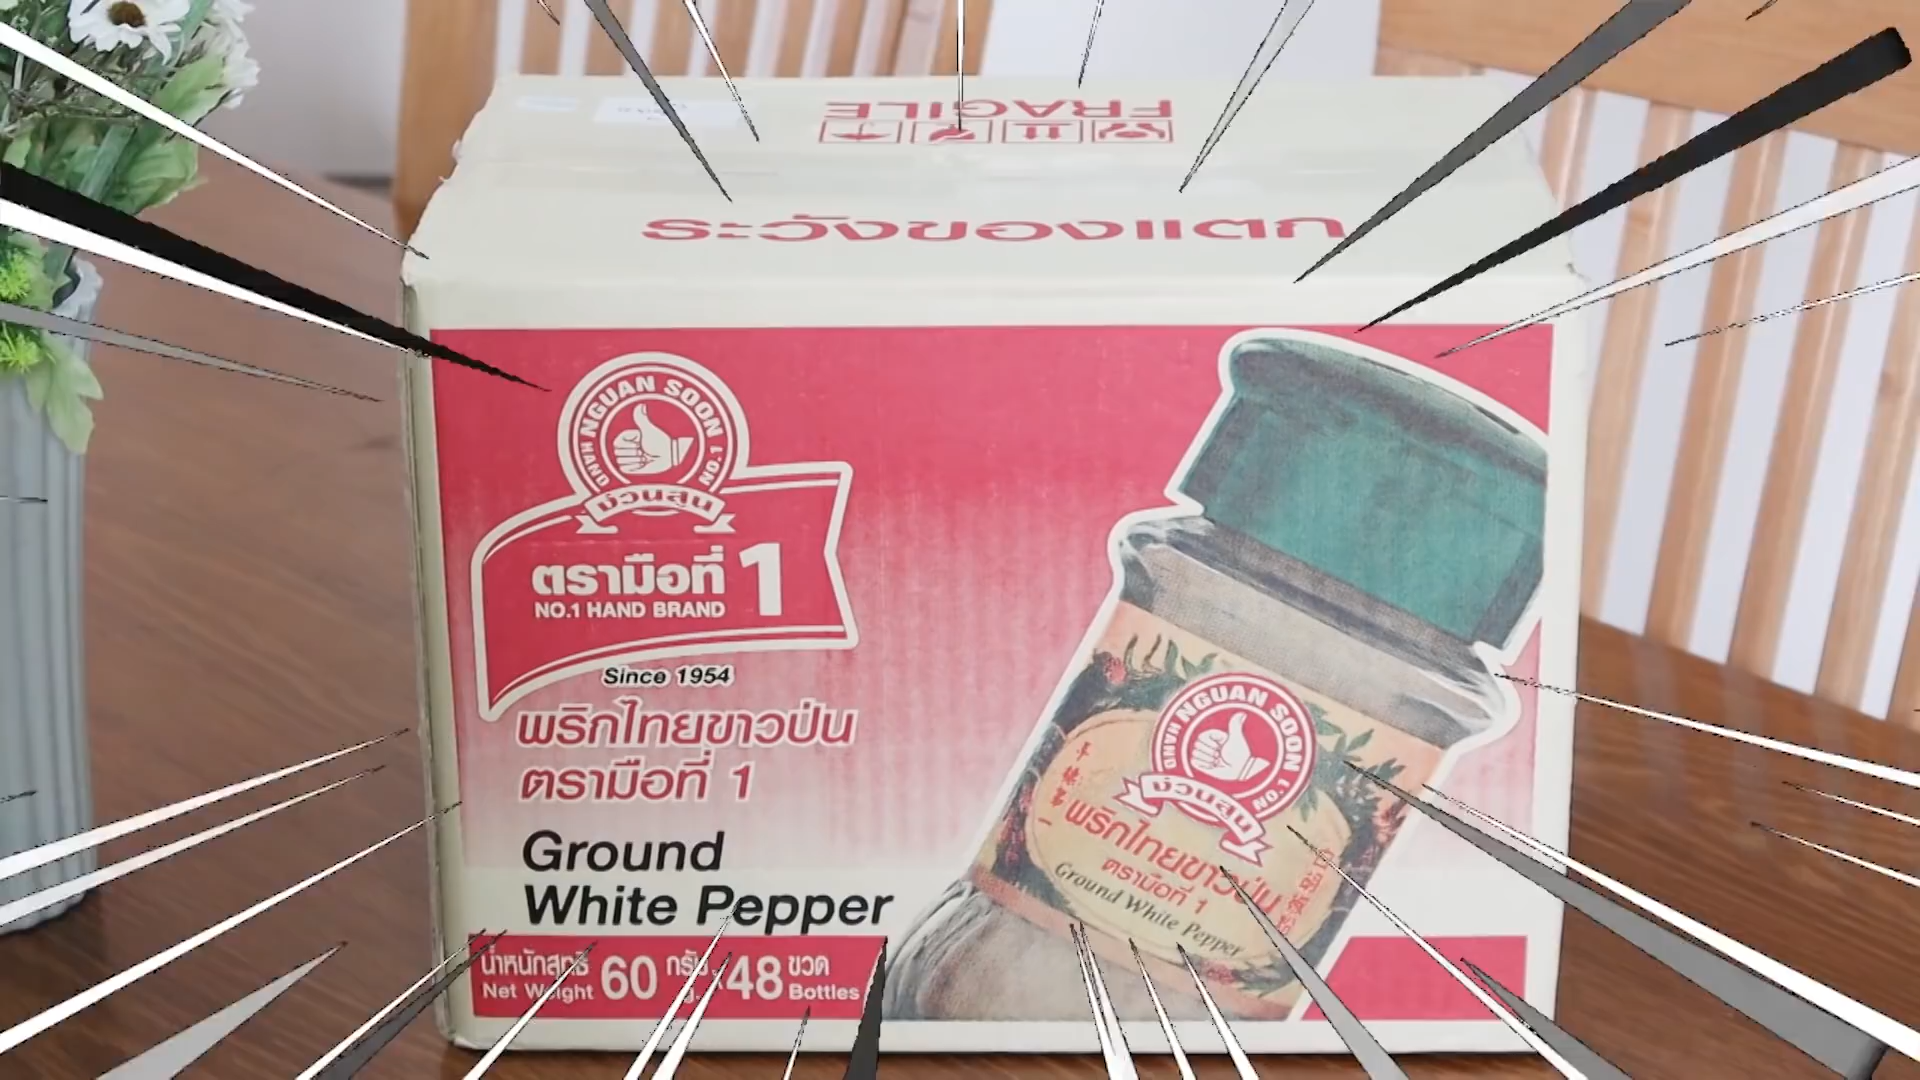 FRAGILE
ระวังของแตก
HAND NGUAN SOON NO.1
ง่วนสูน
ตรามือที่ 1
NO.1 HAND BRAND
Since 1954
พริกไทยขาวป่น
ตรามือที่ 1
Ground
White Pepper
น้ำหนักสุทธิ 60 กรัม x 48 ขวด
Net Weight g. Bottles
HAND NGUAN SOON NO.1
ง่วนสูน
พริกไทยขาวป่น
ตรามือที่ 1
Ground White Pepper